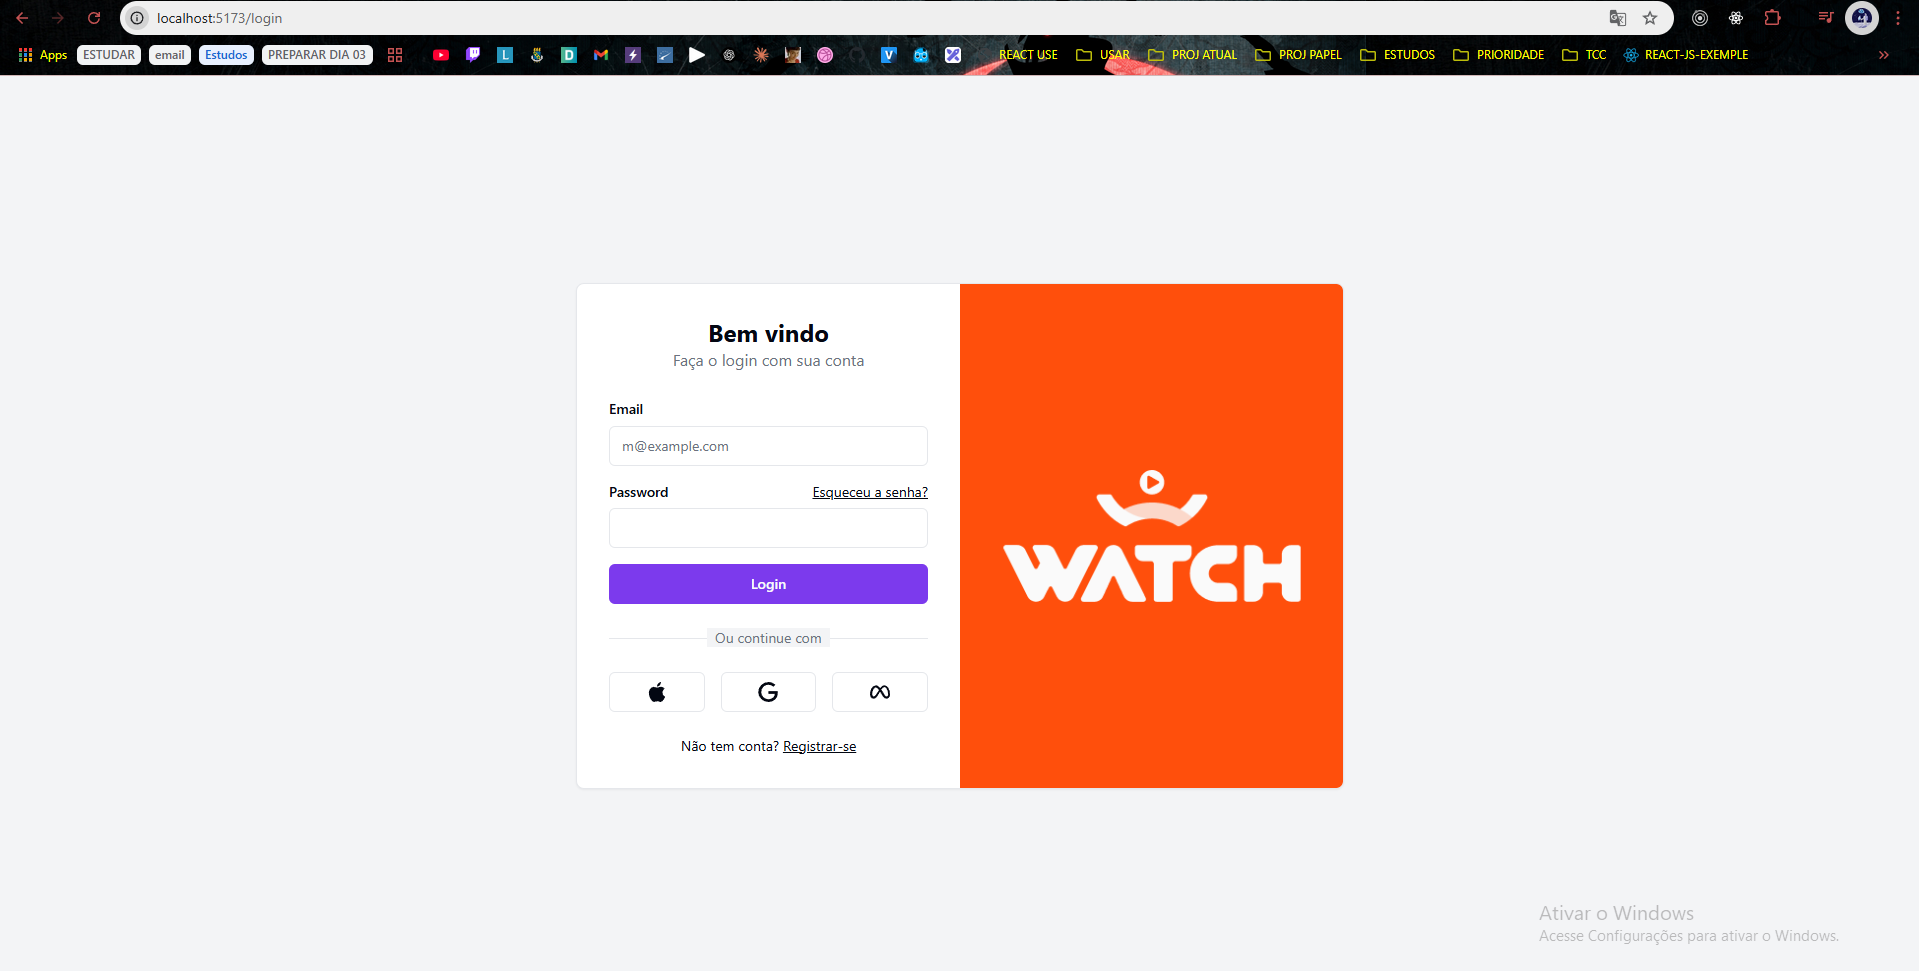 localhost:5173/login
Apps ESTUDAR email Estudos PREPARAR DIA 03 REACT USE USAR PROJ ATUAL PROJ PAPEL ESTUDOS PRIORIDADE TCC REACT-JS-EXEMPLE
Bem vindo
Faça o login com sua conta
Email
m@example.com
Password Esqueceu a senha?
Login
Ou continue com
Não tem conta? Registrar-se
WATCH
Ativar o Windows
Acesse Configurações para ativar o Windows.